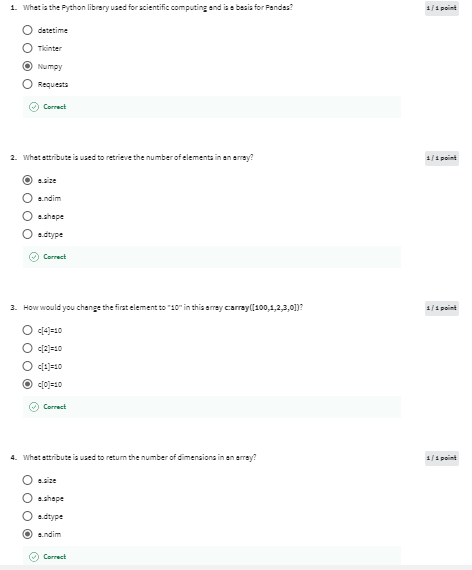 1. What is the Python library used for scientific computing and is a basis for Pandas?
1 / 1 point
datetime
Tkinter
Numpy
Requests
Correct
2. What attribute is used to retrieve the number of elements in an array?
1 / 1 point
a.size
a.ndim
a.shape
a.dtype
Correct
3. How would you change the first element to "10" in this array c:array([100,1,2,3,0])?
1 / 1 point
c[4]=10
c[2]=10
c[1]=10
c[0]=10
Correct
4. What attribute is used to return the number of dimensions in an array?
1 / 1 point
a.size
a.shape
a.dtype
a.ndim
Correct